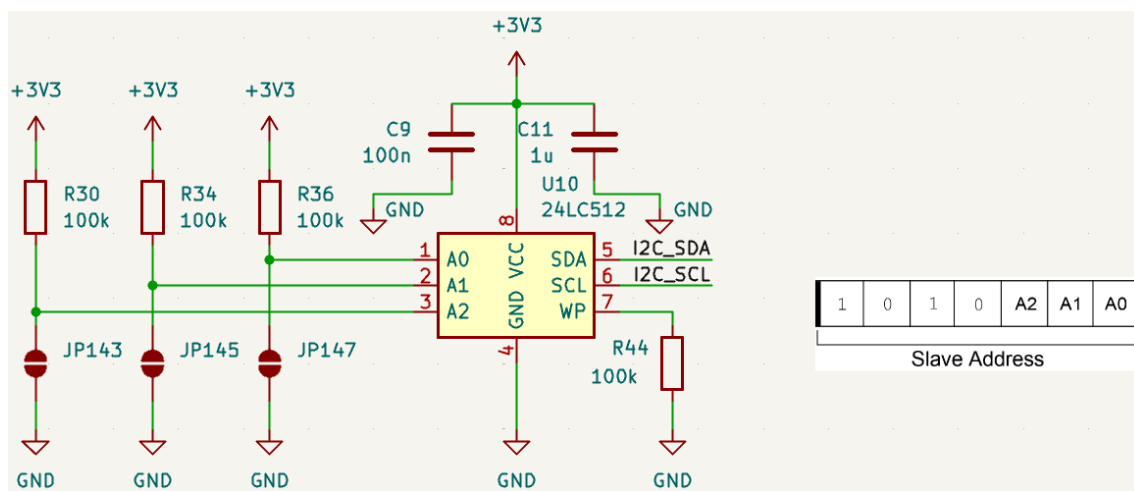 +3V3
+3V3 +3V3 +3V3
C9
100n
C11
1u
R30
100k
R34
100k
R36
100k
U10
24LC512
GND
GND
8
VCC
1 A0
2 A1
3 A2
SDA 5 I2C_SDA
SCL 6 I2C_SCL
WP 7
GND
4
JP143 JP145 JP147
R44
100k
GND GND GND GND GND
1 0 1 0 A2 A1 A0
Slave Address